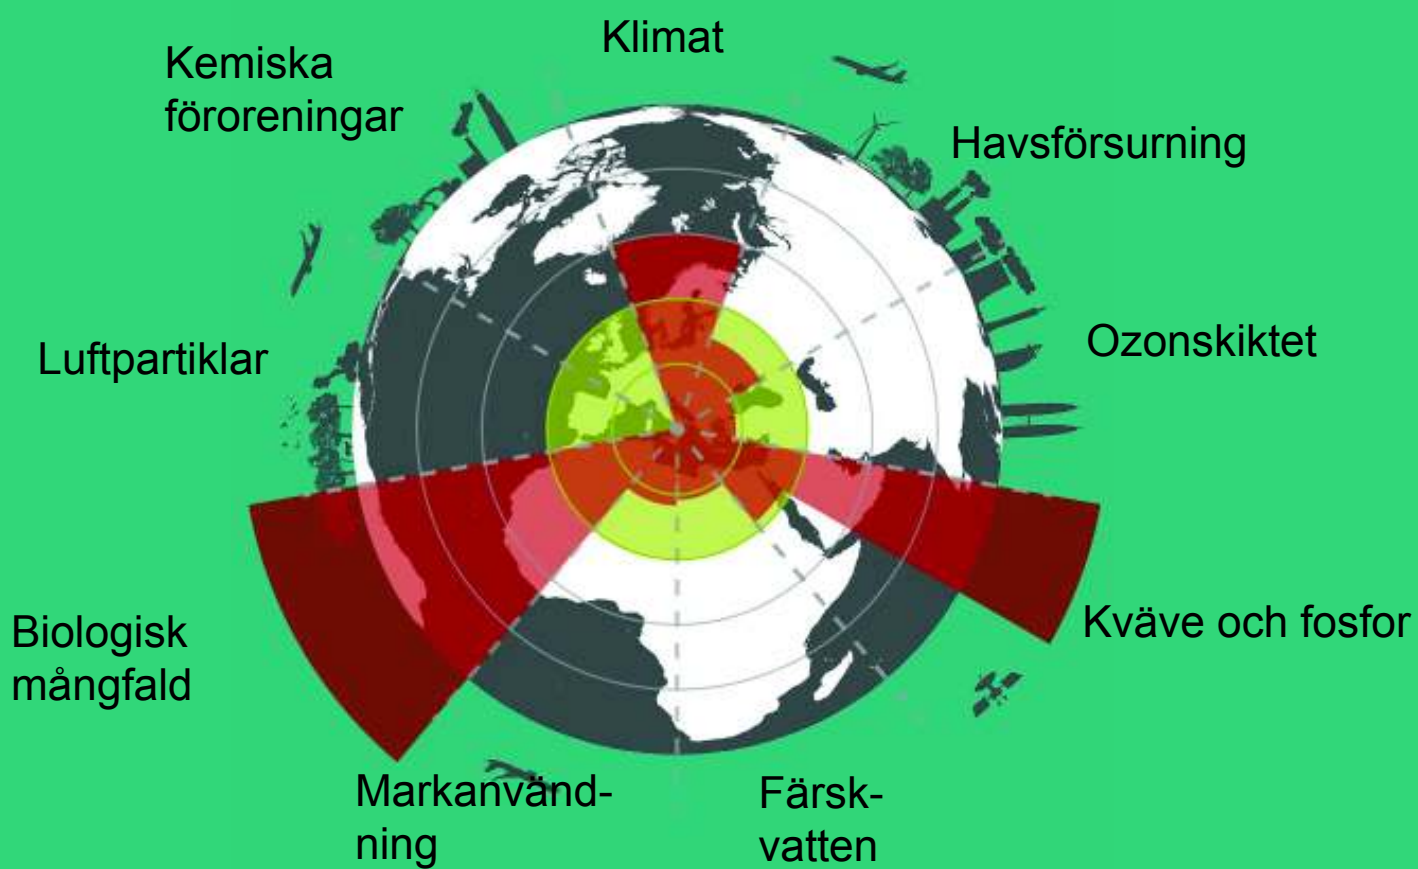 Klimat
Kemiska
föroreningar
Havsförsurning
Ozonskiktet
Luftpartiklar
Kväve och fosfor
Biologisk
mångfald
Markanvänd-
ning
Färsk-
vatten